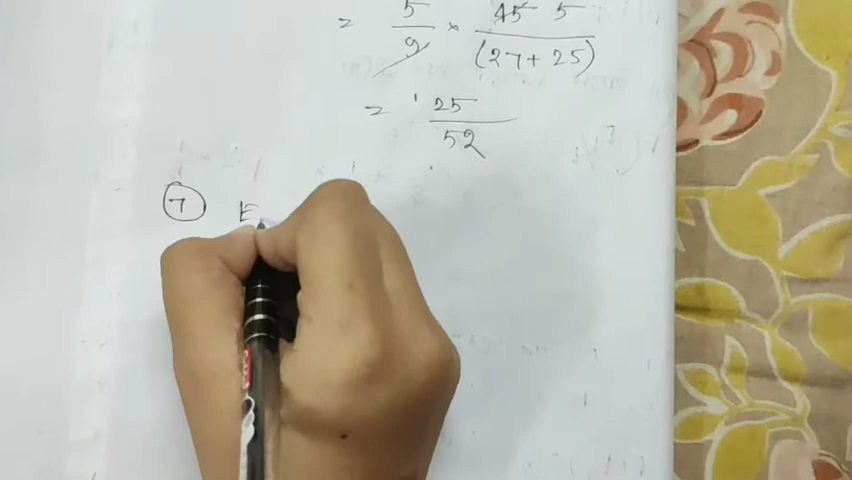 = 5/9 × 45 5/(27+25)
= 25/52
7 E